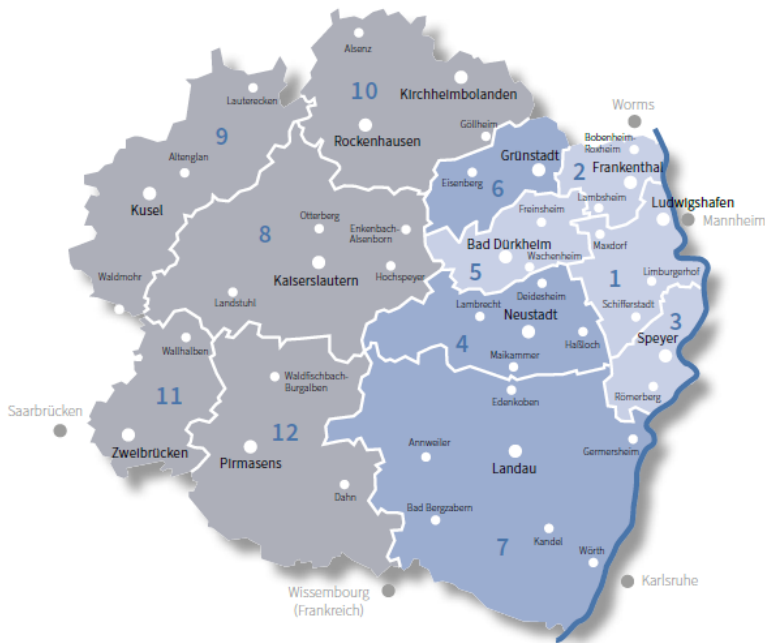 Alsenz
10
Kirchheimbolanden
Lauterecken
Göllheim
Worms
9
Rockenhausen
Bobenheim-
Roxheim
Altenglan
Grünstadt
2
Frankenthal
Eisenberg
6
Kusel
Lambsheim
Ludwigshafen
Freinsheim
Mannheim
Otterberg
Enkenbach-
Alsenborn
8
Bad Dürkheim
Maxdorf
Wachenheim
Kaiserslautern
Hochspeyer
5
1
Limburgerhof
Waldmohr
Deidesheim
Landstuhl
Lambrecht
Schifferstadt
Neustadt
3
Haßloch
Speyer
Wallhalben
4
Maikammer
Waldfischbach-
Burgalben
11
Edenkoben
Römerberg
Saarbrücken
12
Zweibrücken
Annweiler
Germersheim
Pirmasens
Landau
Dahn
Bad Bergzabern
Kandel
7
Wörth
Wissembourg
(Frankreich)
Karlsruhe